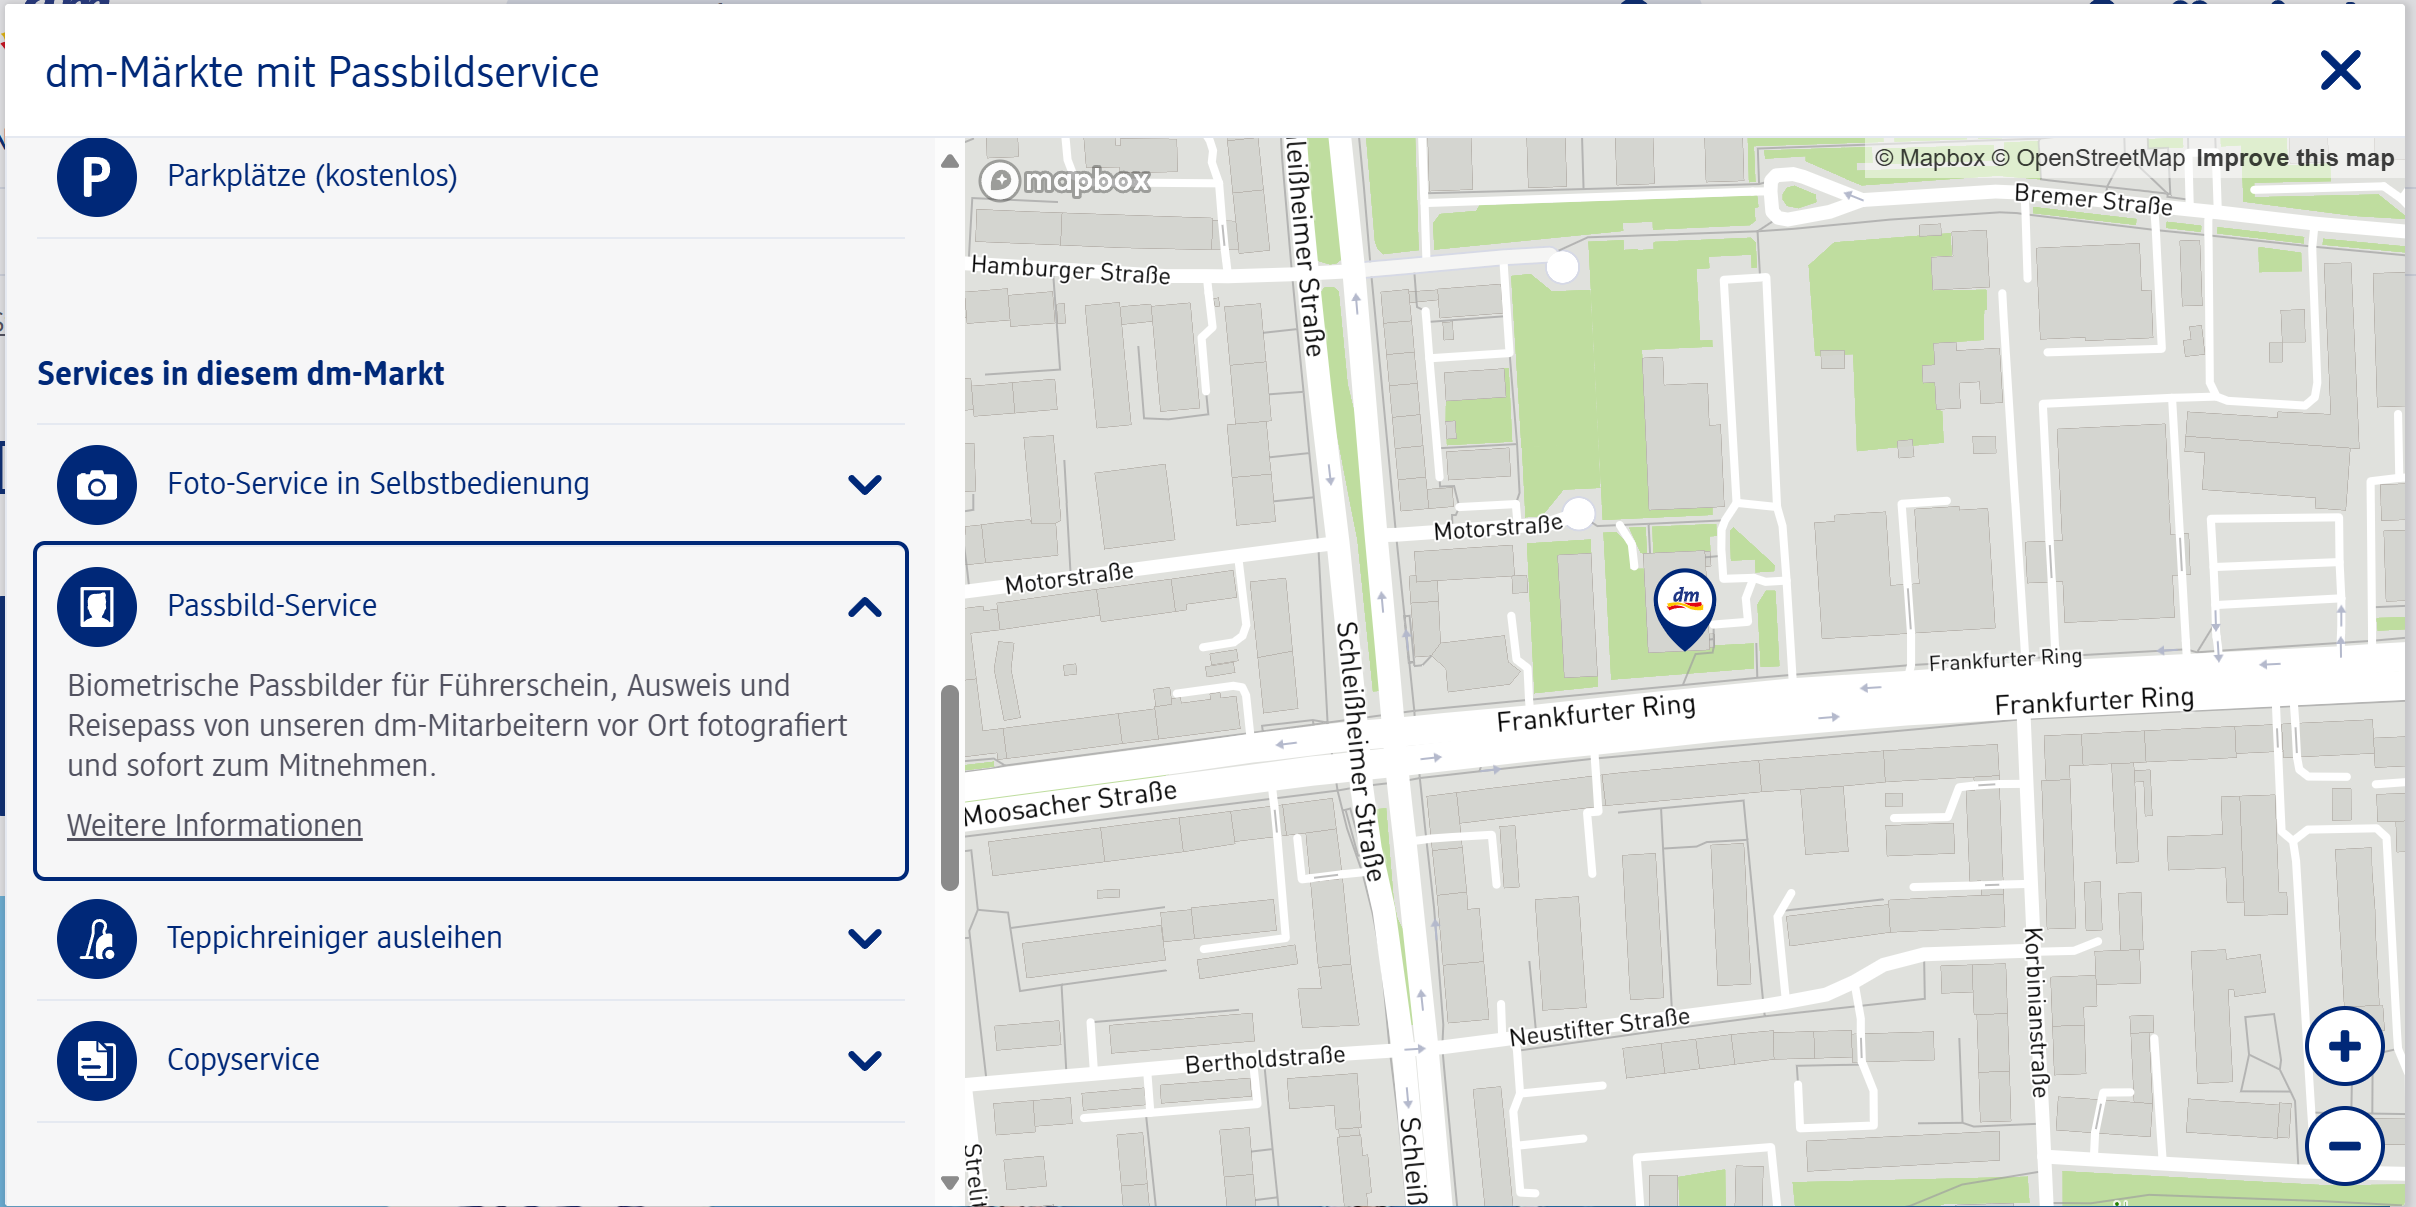 dm-Märkte mit Passbildservice
Parkplätze (kostenlos)
Services in diesem dm-Markt
Foto-Service in Selbstbedienung
Passbild-Service
Biometrische Passbilder für Führerschein, Ausweis und
Reisepass von unseren dm-Mitarbeitern vor Ort fotografiert
und sofort zum Mitnehmen.
Weitere Informationen
Teppichreiniger ausleihen
Copyservice
mapbox
© Mapbox © OpenStreetMap Improve this map
Bremer Straße
leißheimer Straße
Hamburger Straße
Motorstraße
Motorstraße
dm
Schleißheimer Straße
Frankfurter Ring
Frankfurter Ring
Frankfurter Ring
Moosacher Straße
Korbinianstraße
Neustifter Straße
Bertholdstraße
Schleiß
Strelit